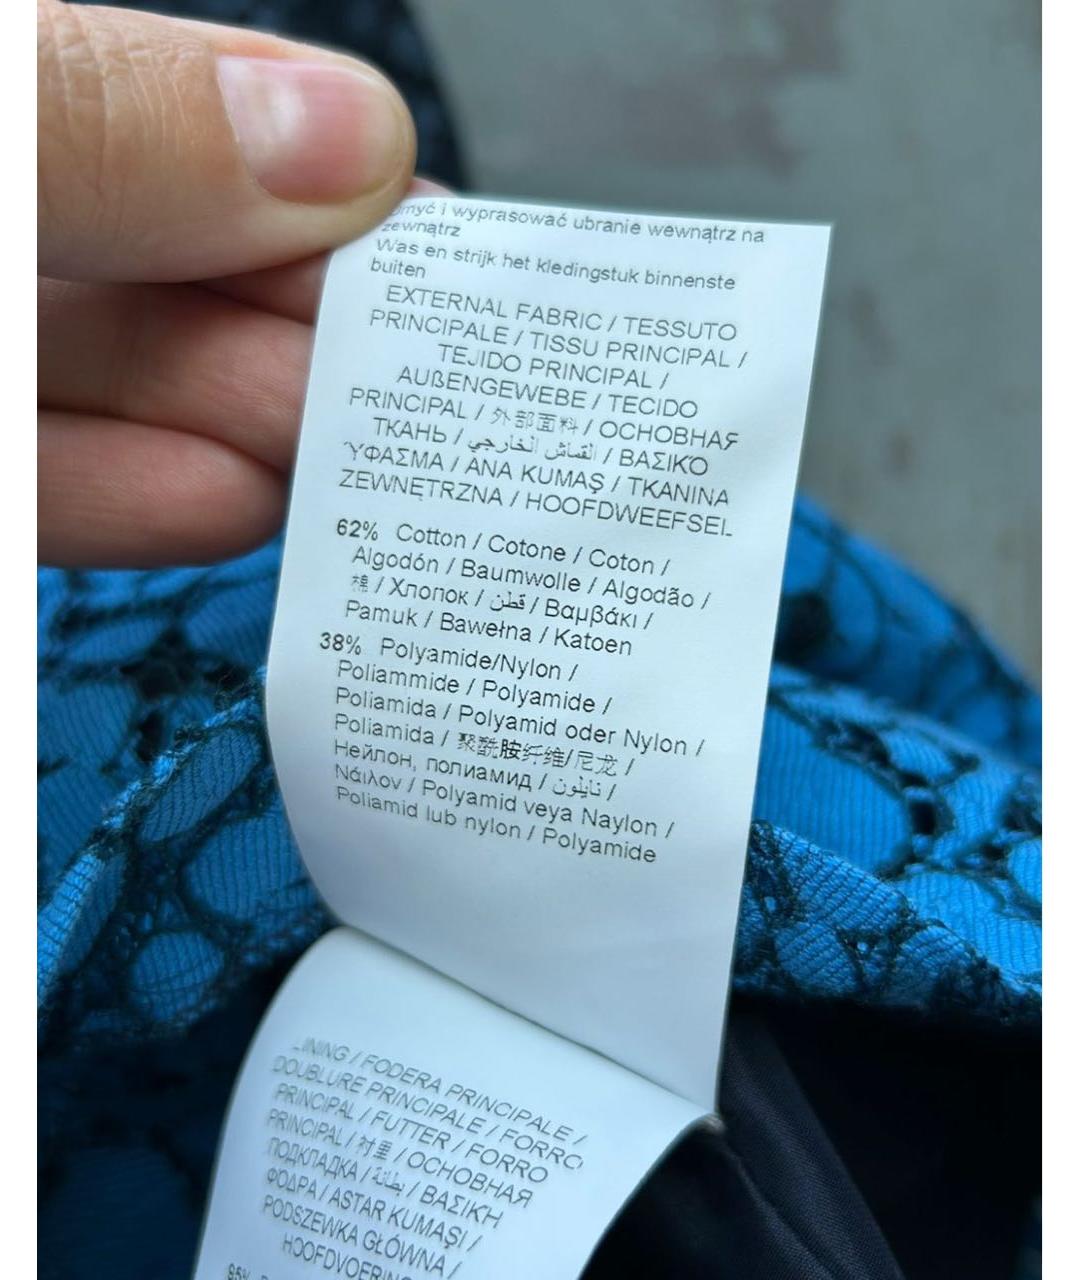 myć i wyprasować ubranie wewnątrz na
zewnątrz
Was en strijk het kledingstuk binnenste
buiten
EXTERNAL FABRIC / TESSUTO
PRINCIPALE / TISSU PRINCIPAL /
TEJIDO PRINCIPAL /
AUßENGEWEBE / TECIDO
PRINCIPAL / 外部面料 / ОСНОВНАЯ
ТКАНЬ / القماش الخارجي / ΒΑΣΙΚΌ
ΎΦΑΣΜΑ / ANA KUMAŞ / TKANINA
ZEWNĘTRZNA / HOOFDWEEFSEL
62% Cotton / Cotone / Coton /
Algodón / Baumwolle / Algodão /
棉 / Хлопок / قطن / Βαμβάκι /
Pamuk / Bawełna / Katoen
38% Polyamide/Nylon /
Poliammide / Polyamide /
Poliamida / Polyamid oder Nylon /
Poliamida / 聚酰胺纤维/尼龙 /
Нейлон, полиамид / نايلون /
Νάιλον / Polyamid veya Naylon /
Poliamid lub nylon / Polyamide
LINING / FODERA PRINCIPALE /
DOUBLURE PRINCIPALE / FORRO
PRINCIPAL / FUTTER / FORRO
PRINCIPAL / 衬里 / ОСНОВНАЯ
ПОДКЛАДКА / بطانة / ΒΑΣΙΚΉ
ΦΌΔΡΑ / ASTAR KUMAŞI /
PODSZEWKA GŁÓWNA /
HOOFDVOERING